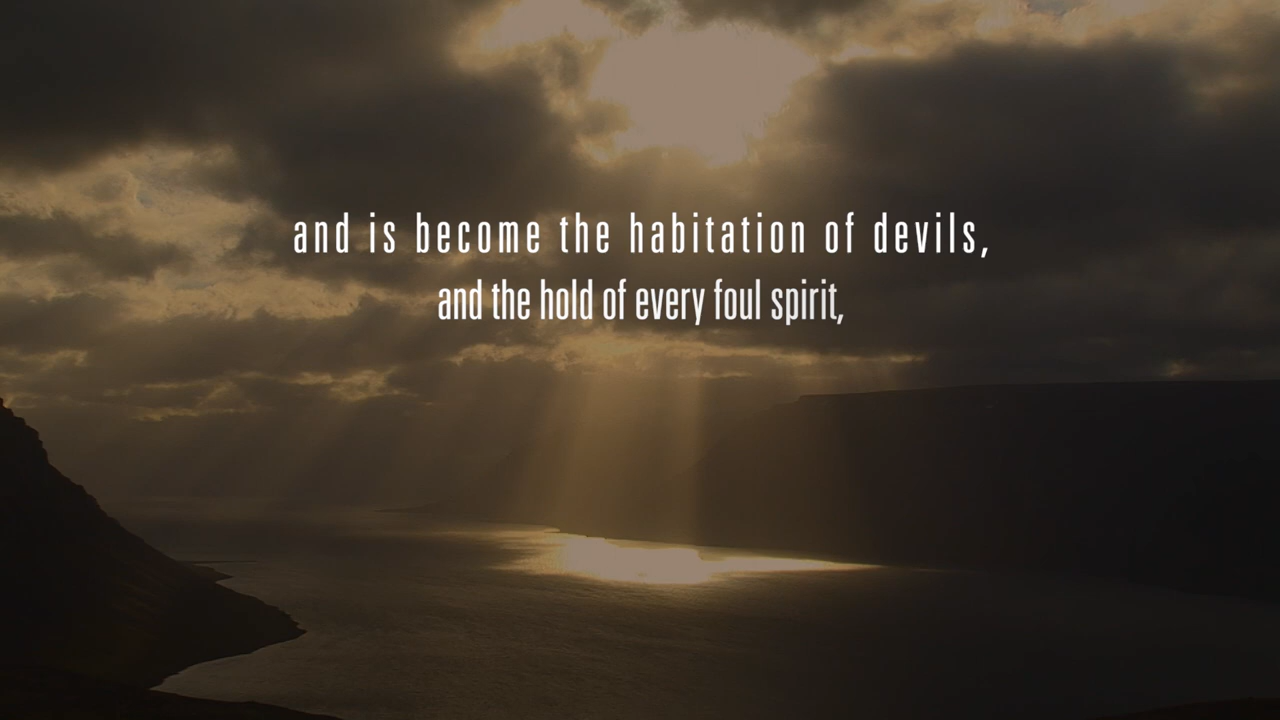 and is become the habitation of devils,
and the hold of every foul spirit,